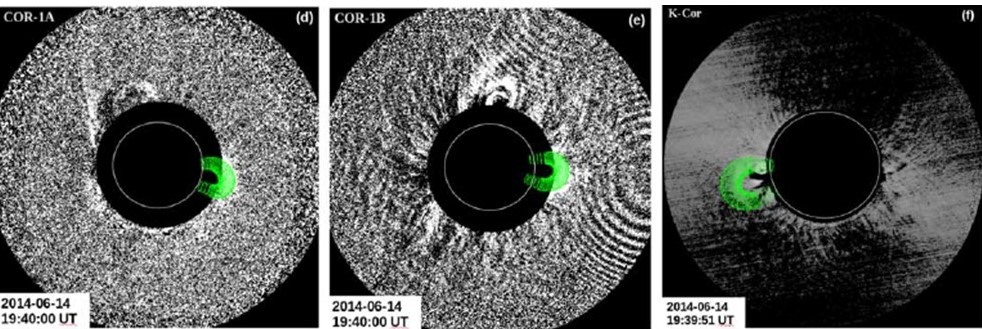 COR-1A
(d)
2014-06-14
19:40:00 UT
COR-1B
(e)
2014-06-14
19:40:00 UT
K-Cor
(f)
2014-06-14
19:39:51 UT